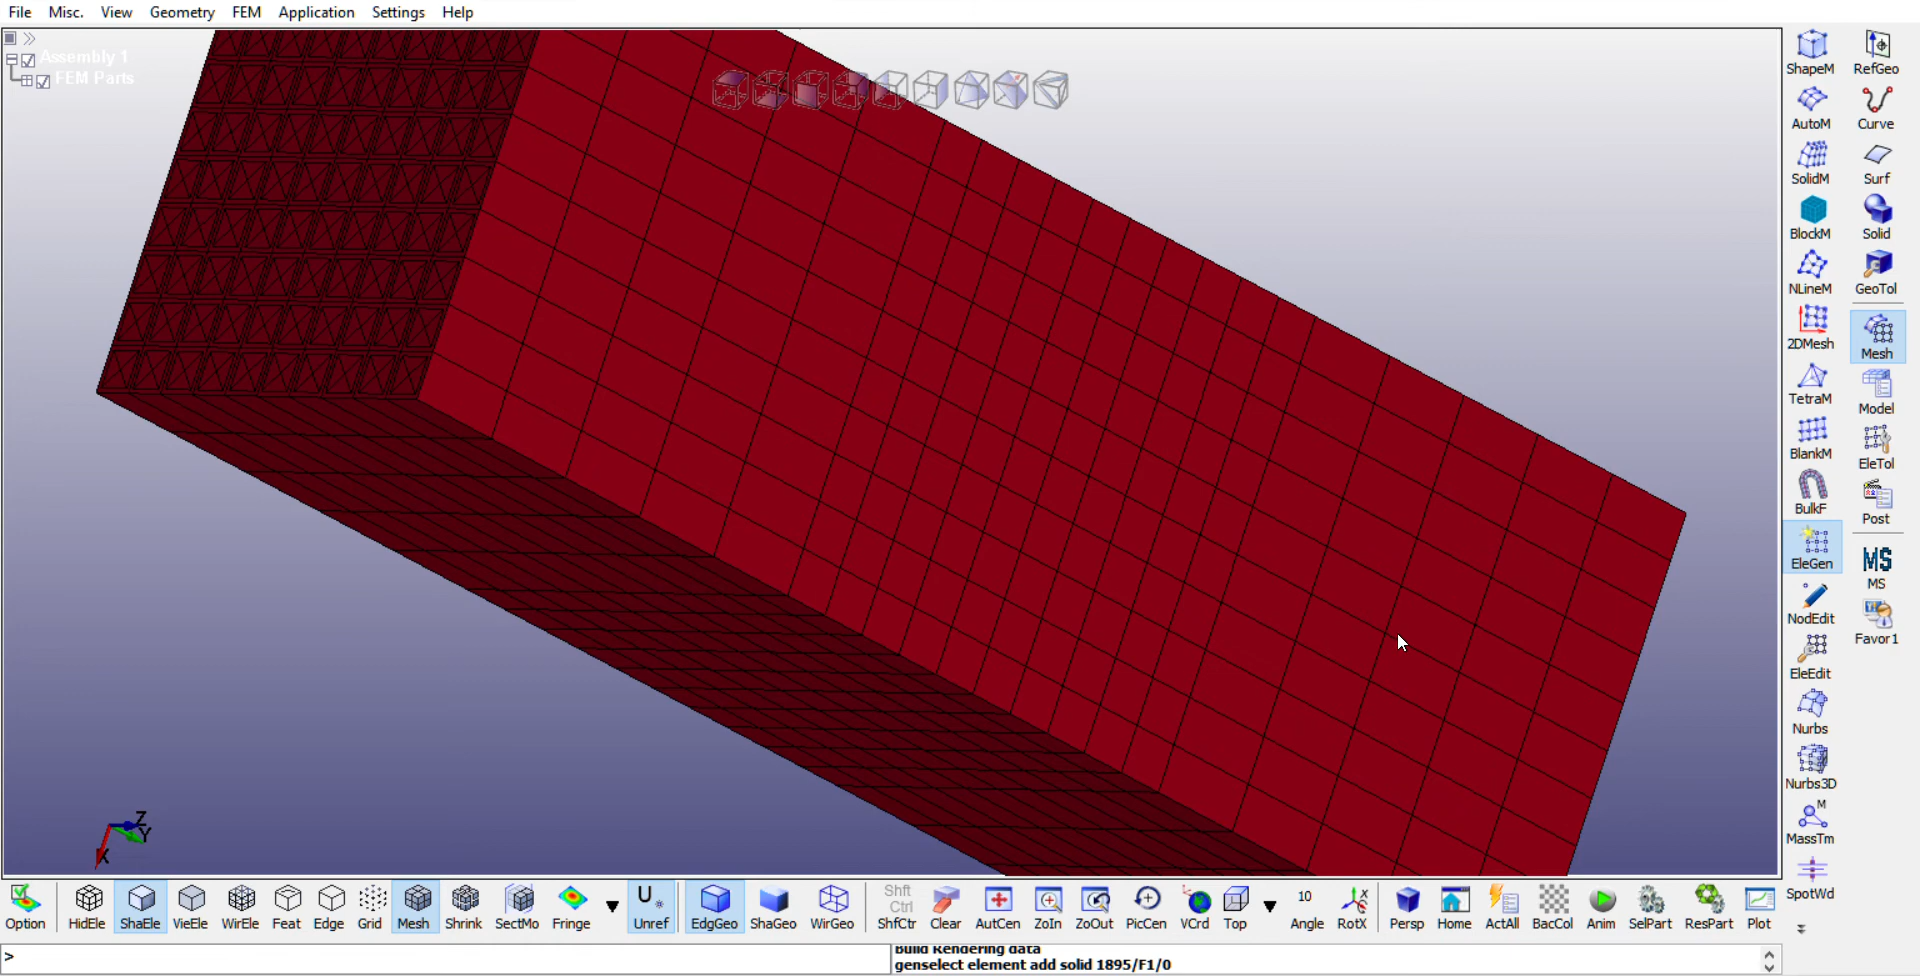 File Misc. View Geometry FEM Application Settings Help
Assembly 1
FEM Parts
ShapeM RefGeo
AutoM Curve
SolidM Surf
BlockM Solid
NLineM GeoTol
2DMesh Mesh
TetraM Model
BlankM EleTol
BulkF Post
EleGen MS
MS
NodEdit Favor1
EleEdit
Nurbs
Nurbs3D
M
MassTm
SpotWd
Z
Y
X
Option HidEle ShaEle VieEle WirEle Feat Edge Grid Mesh Shrink SectMo Fringe U Unref EdgGeo ShaGeo WirGeo Shft Ctrl ShfCtr Clear AutCen ZoIn ZoOut PicCen VCrd Top 10 Angle X Z RotX Persp Home ActAll BacCol Anim SelPart ResPart Plot
> Build Rendering data
genselect element add solid 1895/F1/0